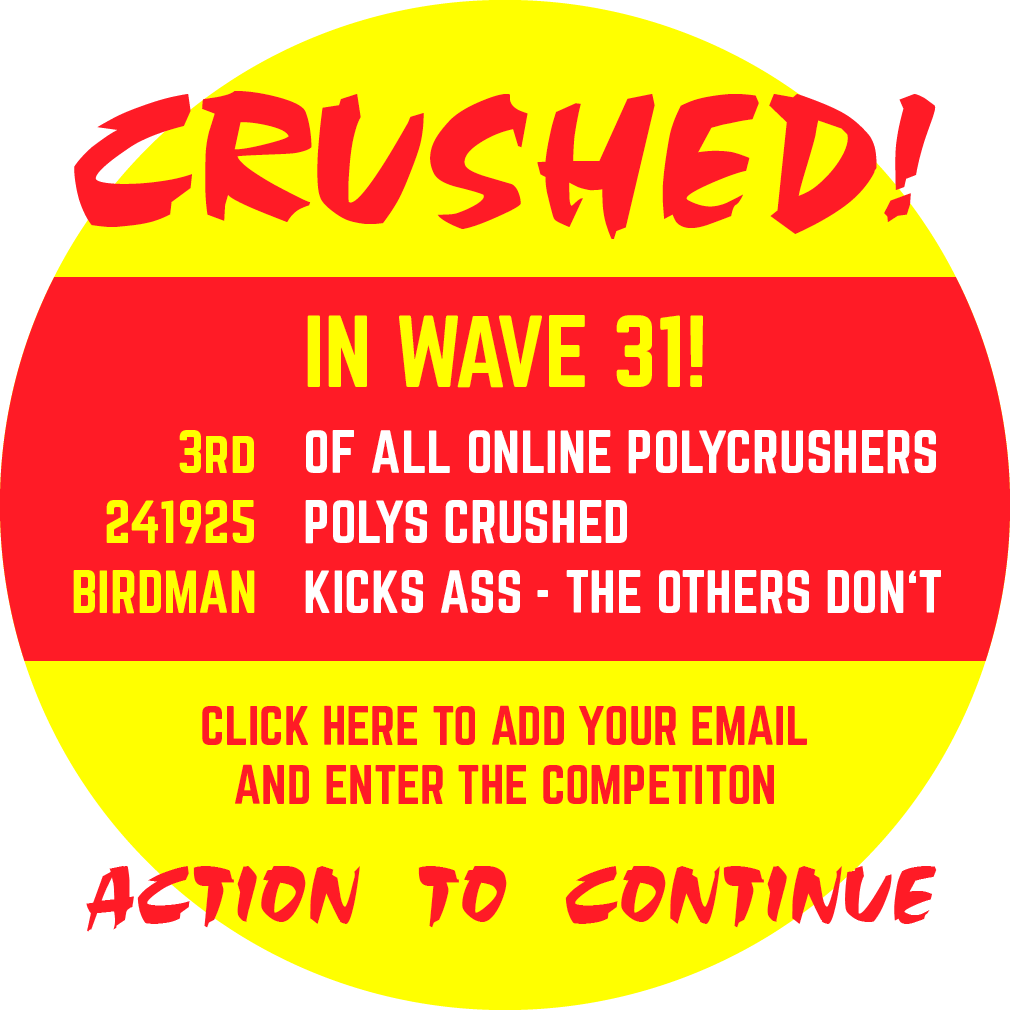 CRUSHED!
IN WAVE 31!
3RD OF ALL ONLINE POLYCRUSHERS
241925 POLYS CRUSHED
BIRDMAN KICKS ASS - THE OTHERS DON‘T
CLICK HERE TO ADD YOUR EMAIL
AND ENTER THE COMPETITON
ACTION TO CONTINUE